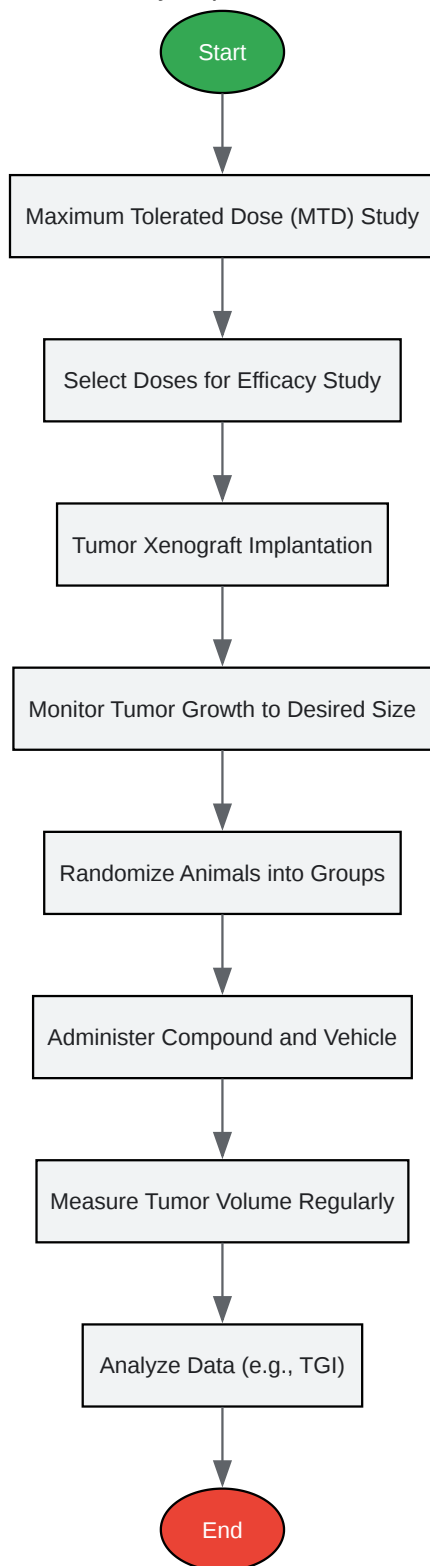 Start
Maximum Tolerated Dose (MTD) Study
Select Doses for Efficacy Study
Tumor Xenograft Implantation
Monitor Tumor Growth to Desired Size
Randomize Animals into Groups
Administer Compound and Vehicle
Measure Tumor Volume Regularly
Analyze Data (e.g., TGI)
End